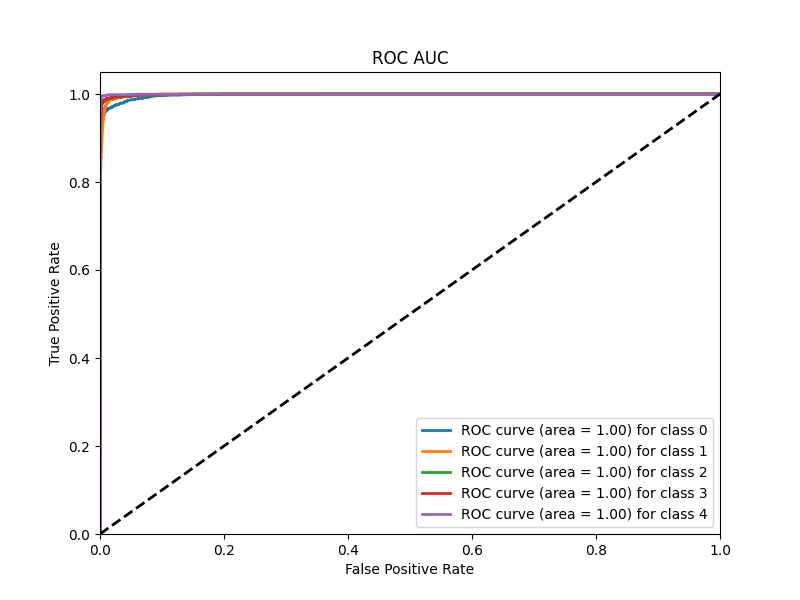 ROC AUC
True Positive Rate
1.0
0.8
0.6
0.4
0.2
0.0
ROC curve (area = 1.00) for class 0
ROC curve (area = 1.00) for class 1
ROC curve (area = 1.00) for class 2
ROC curve (area = 1.00) for class 3
ROC curve (area = 1.00) for class 4
0.0 0.2 0.4 0.6 0.8 1.0
False Positive Rate